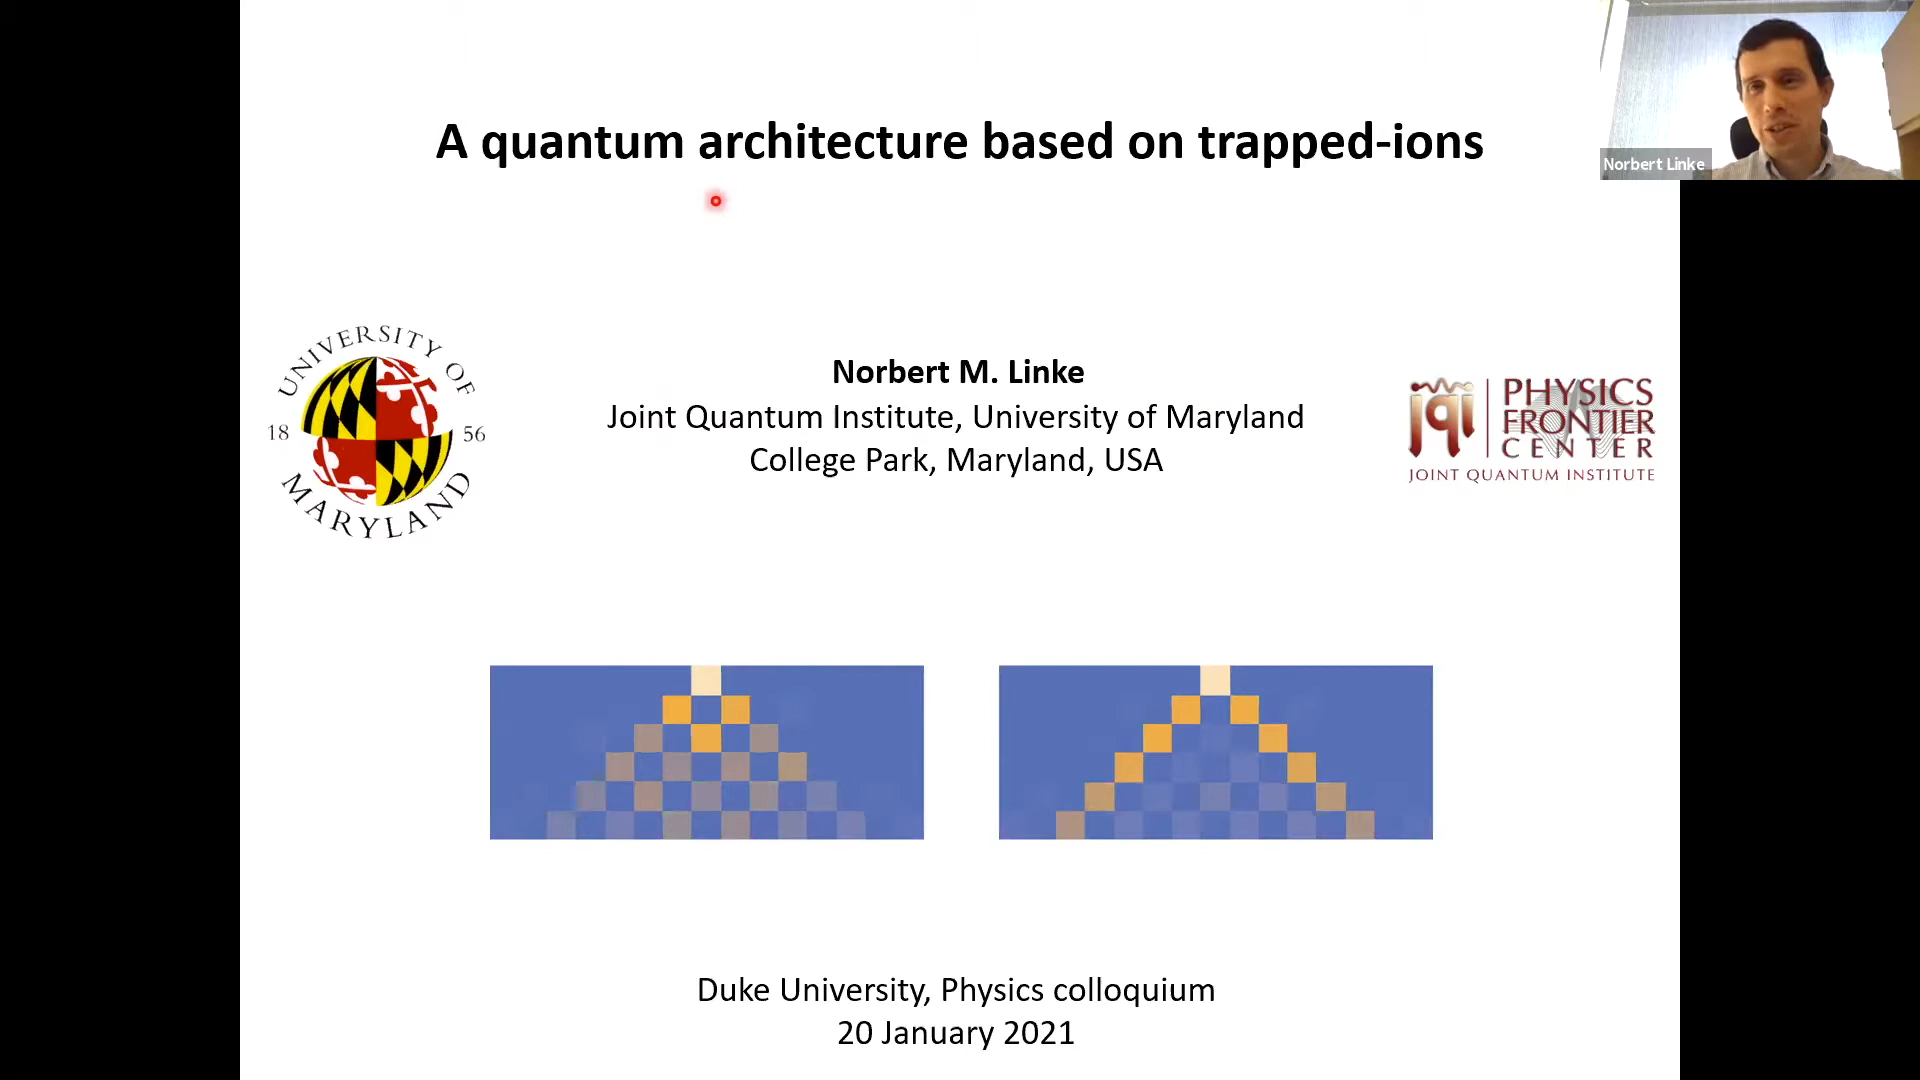 A quantum architecture based on trapped-ions
Norbert Linke
UNIVERSITY OF
18 56
MARYLAND
Norbert M. Linke
Joint Quantum Institute, University of Maryland
College Park, Maryland, USA
jqi
PHYSICS
FRONTIER
CENTER
JOINT QUANTUM INSTITUTE
Duke University, Physics colloquium
20 January 2021